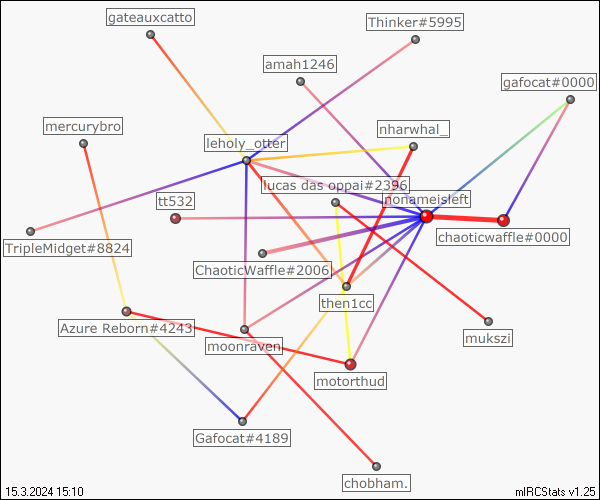 gateauxcatto
Thinker#5995
amah1246
gafocat#0000
mercurybro
nharwhal_
leholy_otter
lucas das oppai#2396
nonameisleft
tt532
chaoticwaffle#0000
TripleMidget#8824
ChaoticWaffle#2006
then1cc
Azure Reborn#4243
moonraven
mukszi
motorthud
Gafocat#4189
chobham.
15.3.2024 15:10
mIRCStats v1.25